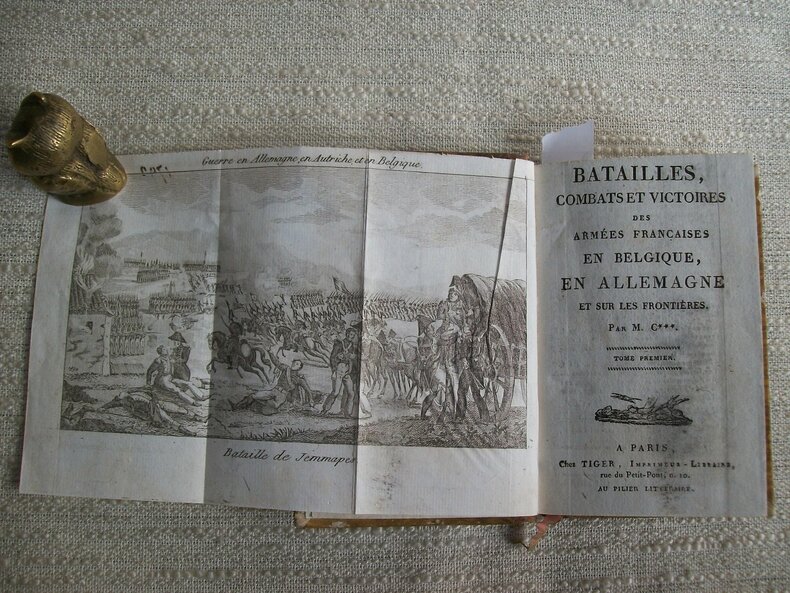 Guerre en Allemagne, en Autriche, et en Belgique.
Bataille de Jemmapes
BATAILLES,
COMBATS ET VICTOIRES
DES
ARMÉES FRANÇAISES
EN BELGIQUE,
EN ALLEMAGNE
ET SUR LES FRONTIÈRES.
PAR M. C***.
TOME PREMIER.
A PARIS,
Chez TIGER, IMPRIMEUR-LIBRAIRE,
rue du Petit-Pont, n. 10.
AU PILIER LITTÉRAIRE.